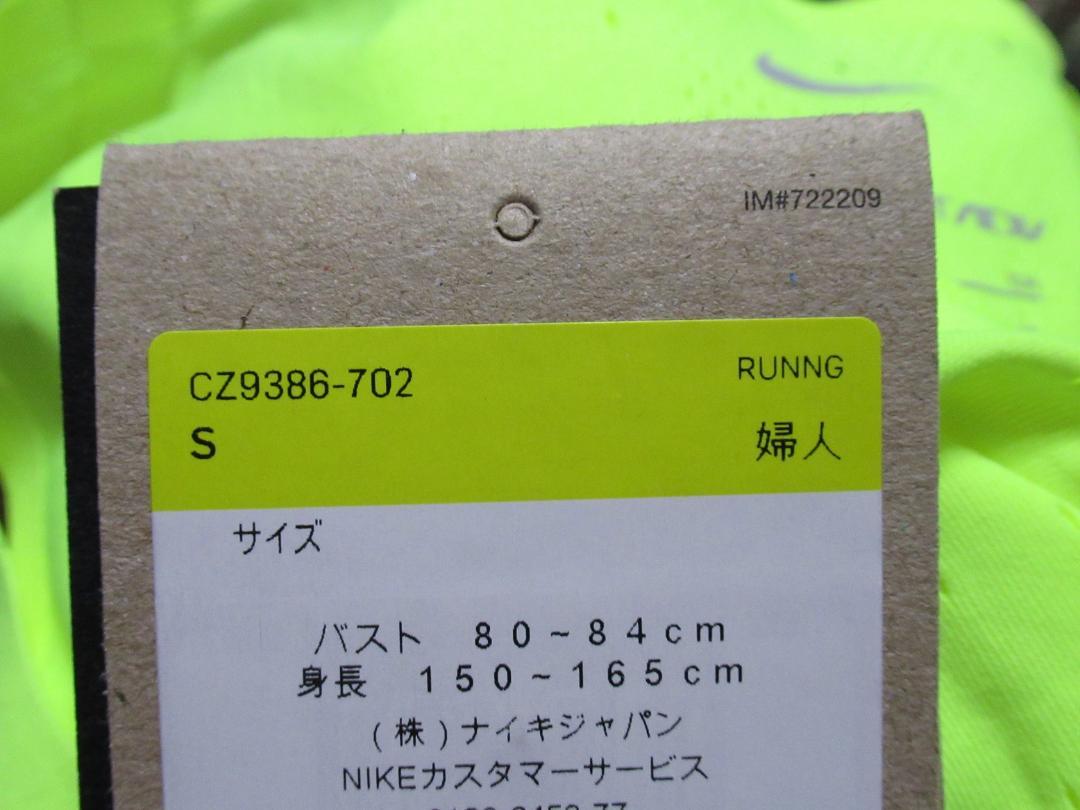 IM#722209
CZ9386-702
RUNNG
S
婦人
サイズ
バスト 80~84cm
身長 150~165cm
(株)ナイキジャパン
NIKEカスタマーサービス